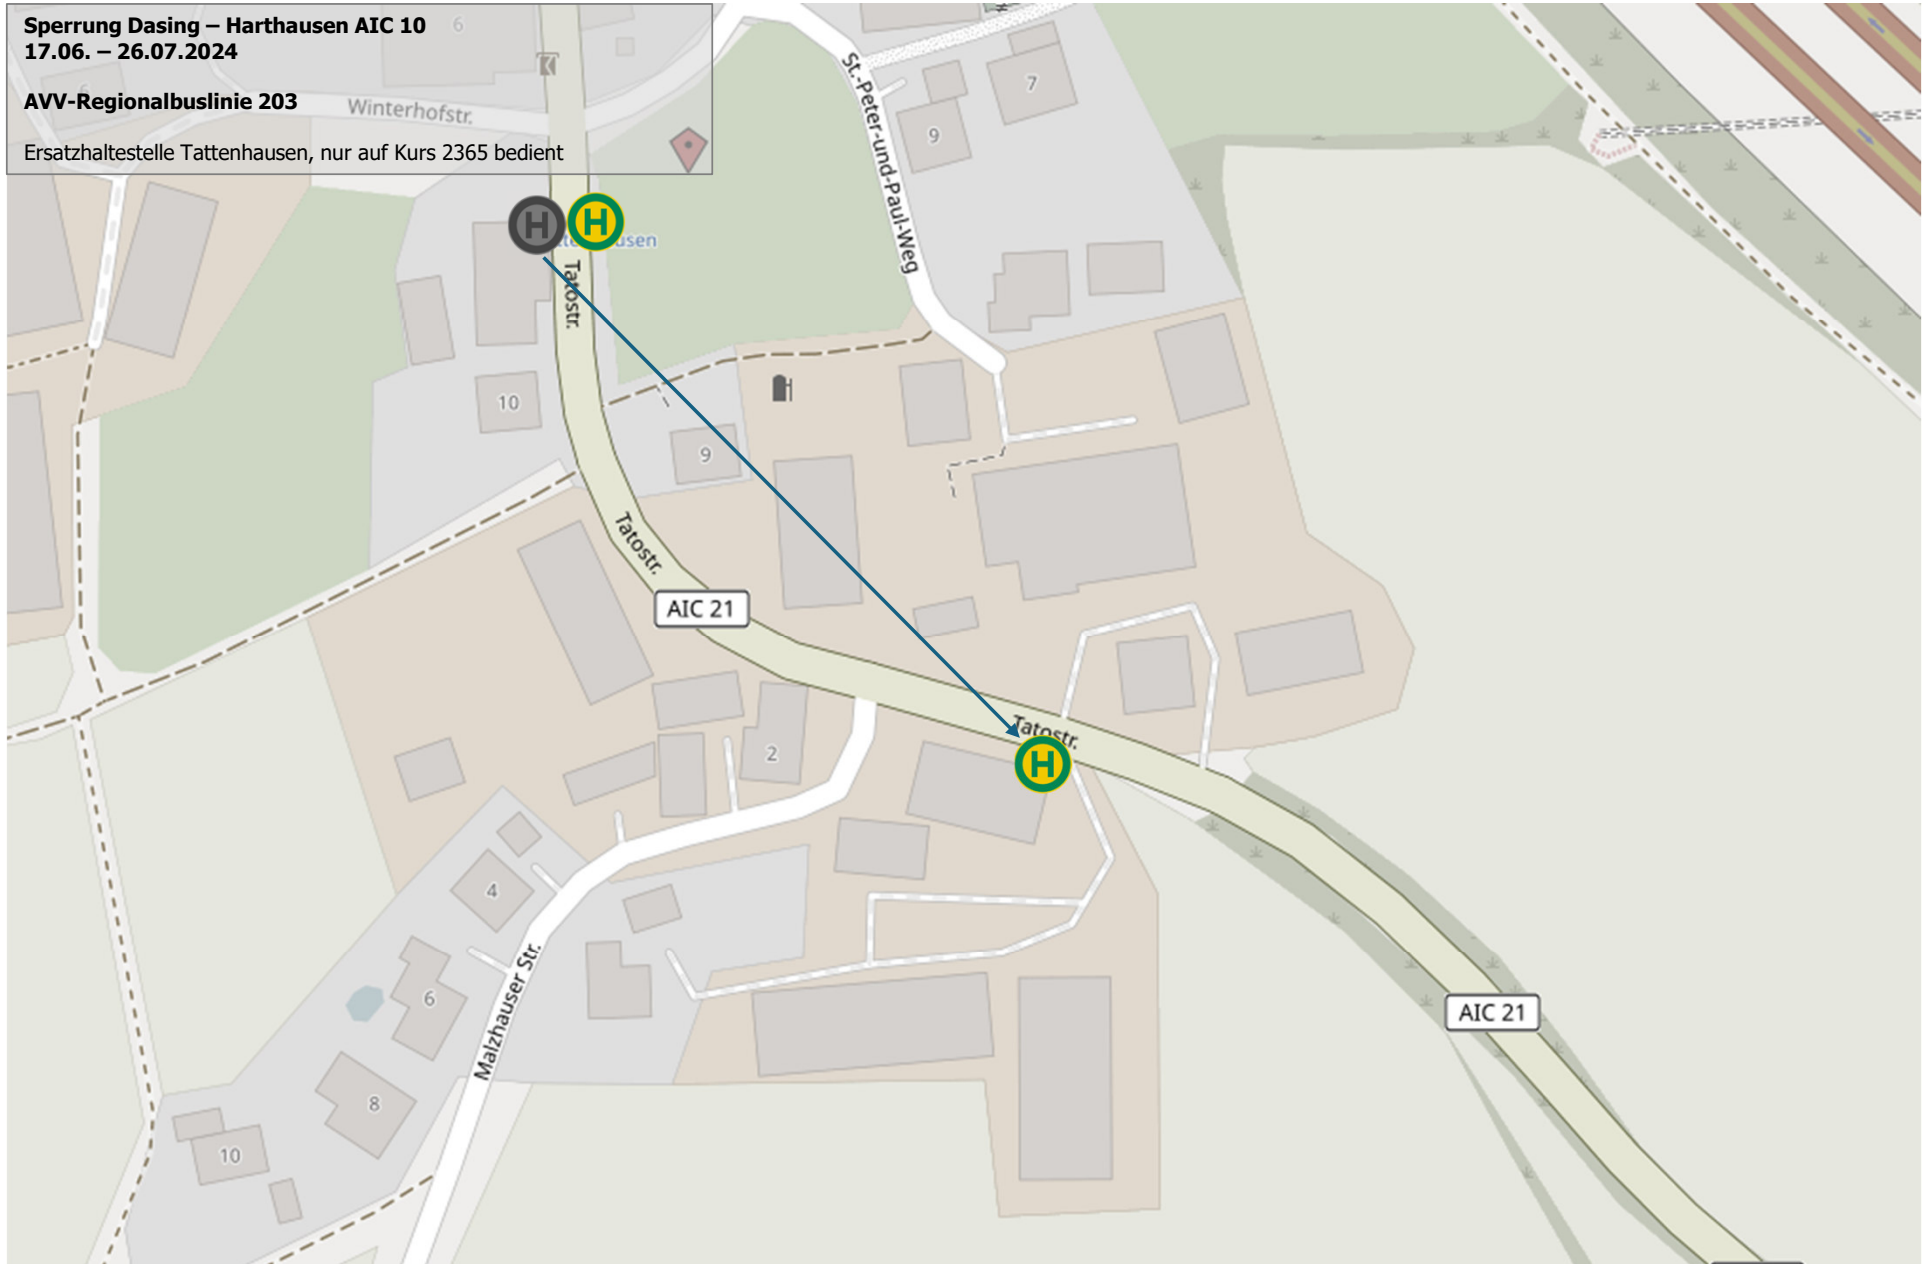 Sperrung Dasing – Harthausen AIC 10
17.06. – 26.07.2024
AVV-Regionalbuslinie 203
Ersatzhaltestelle Tattenhausen, nur auf Kurs 2365 bedient
6
6
Winterhofstr.
St.-Peter-und-Paul-Weg
7
9
H
H
Tatostr.
10
9
Tatostr.
AIC 21
Tatostr.
H
2
4
6
Malzhauser Str.
8
10
AIC 21